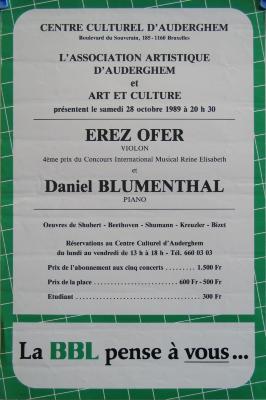 CENTRE CULTUREL D'AUDERGHEM
Boulevard du Souverain, 185 - 1160 Bruxelles
L'ASSOCIATION ARTISTIQUE
D'AUDERGHEM
et
ART ET CULTURE
présentent le samedi 28 octobre 1989 à 20 h 30
EREZ OFER
VIOLON
4ème prix du Concours International Musical Reine Elisabeth
et
Daniel BLUMENTHAL
PIANO
Oeuvres de Shubert - Beethoven - Shumann - Kreuzler - Bizet
Réservations au Centre Culturel d'Auderghem
du lundi au vendredi de 13 h à 18 h - Tél. 660 03 03
Prix de l'abonnement aux cinq concerts ......... 1.500 Fr
Prix de la place ........................ 600 Fr - 500 Fr
Etudiant ................................... 300 Fr
La BBL pense à vous...